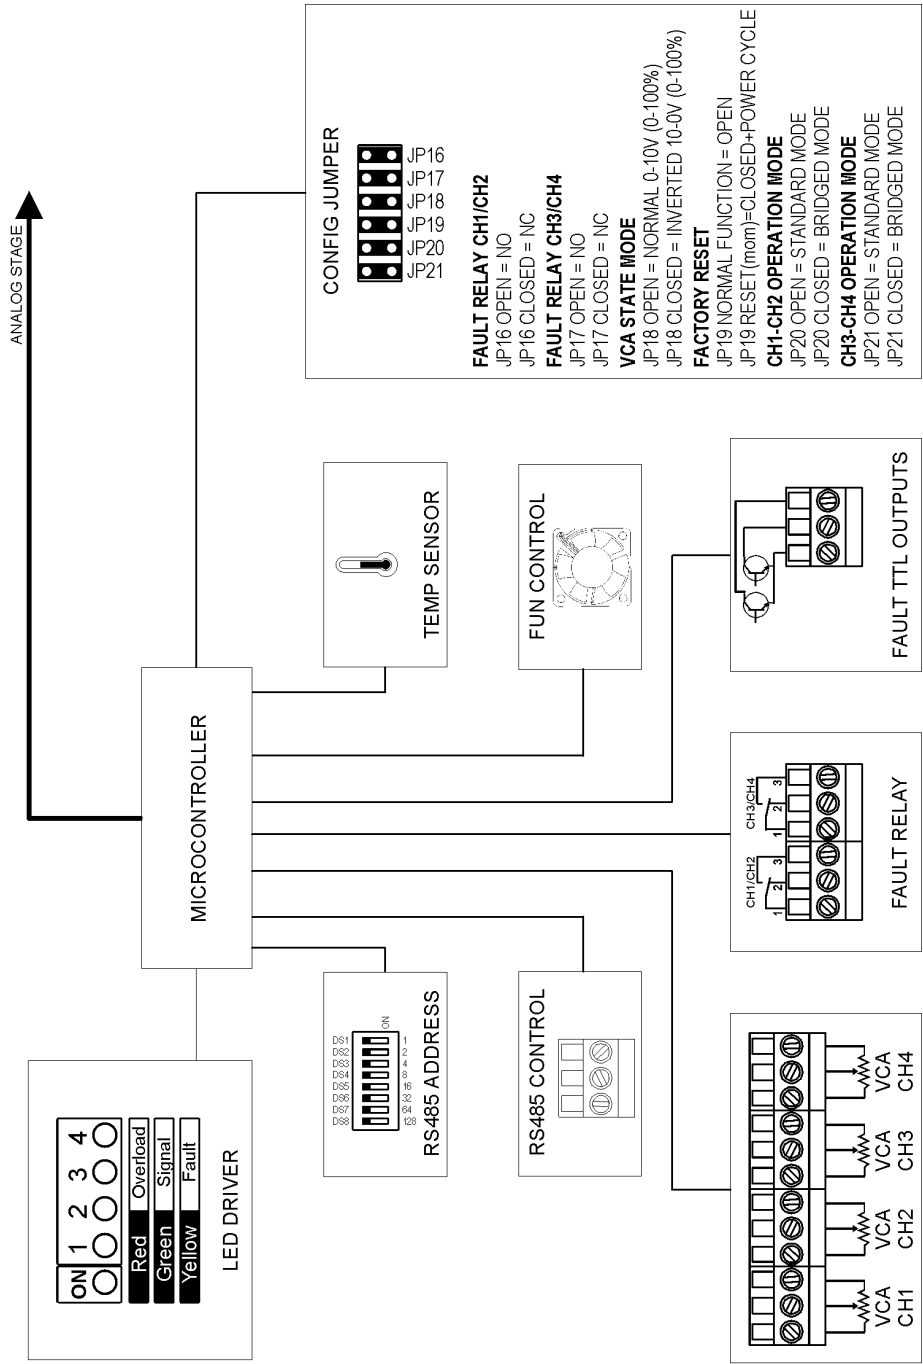 ANALOG STAGE
ON 1 2 3 4
Red Overload
Green Signal
Yellow Fault
LED DRIVER
MICROCONTROLLER
CONFIG JUMPER
JP21 JP20 JP19 JP18 JP17 JP16
FAULT RELAY CH1/CH2
JP16 OPEN = NO
JP16 CLOSED = NC
FAULT RELAY CH3/CH4
JP17 OPEN = NO
JP17 CLOSED = NC
VCA STATE MODE
JP18 OPEN = NORMAL 0-10V (0-100%)
JP18 CLOSED = INVERTED 10-0V (0-100%)
FACTORY RESET
JP19 NORMAL FUNCTION = OPEN
JP19 RESET(mom)=CLOSED+POWER CYCLE
CH1-CH2 OPERATION MODE
JP20 OPEN = STANDARD MODE
JP20 CLOSED = BRIDGED MODE
CH3-CH4 OPERATION MODE
JP21 OPEN = STANDARD MODE
JP21 CLOSED = BRIDGED MODE
DS8 DS7 DS6 DS5 DS4 DS3 DS2 DS1
ON
128 64 32 16 8 4 2 1
RS485 ADDRESS
TEMP SENSOR
RS485 CONTROL
FUN CONTROL
VCA CH1
VCA CH2
VCA CH3
VCA CH4
CH1/CH2
1 2 3
CH3/CH4
1 2 3
FAULT RELAY
FAULT TTL OUTPUTS